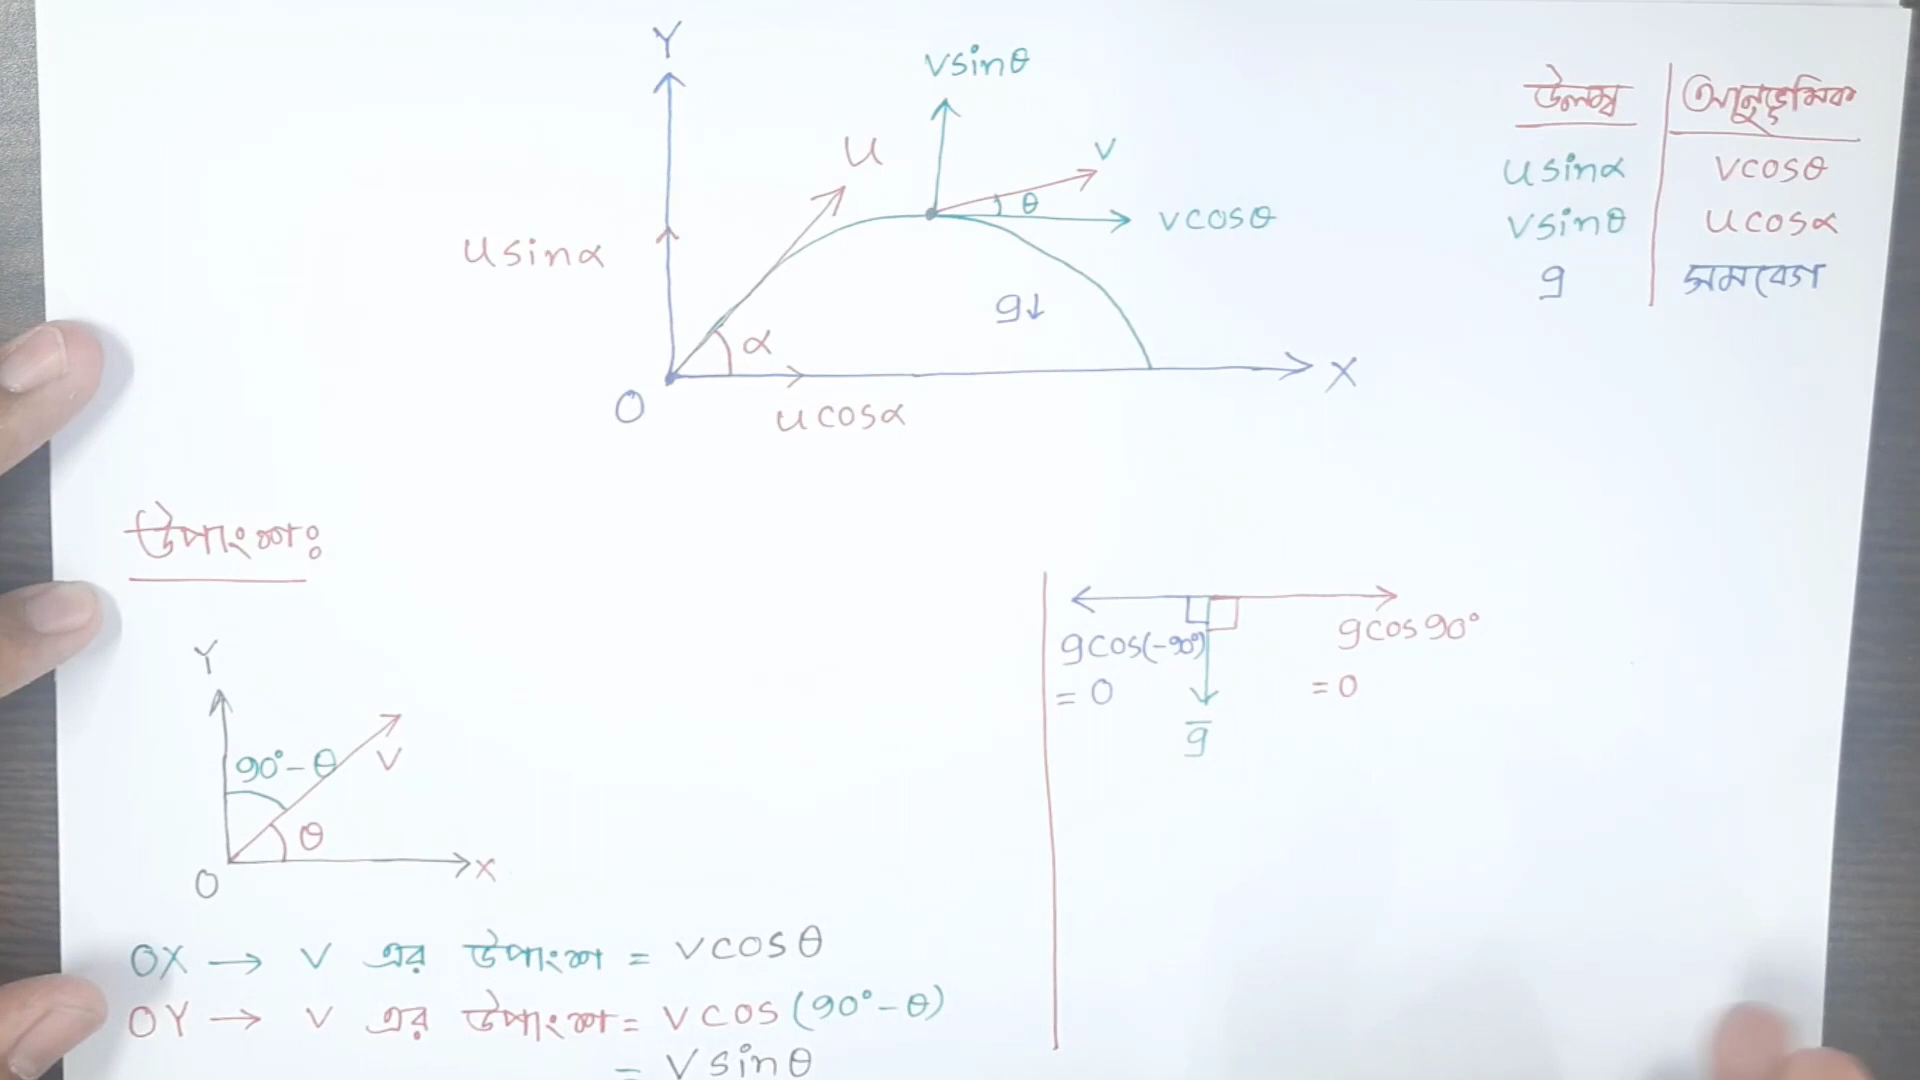 Y
vsinθ
u
v
θ
vcosθ
usinα
g↓
α
X
O
ucosα
উলম্ব | আনুভূমিক
usinα | vcosθ
vsinθ | ucosα
g | সমবেগ
উপাংশঃ
Y
90°-θ
v
θ
O
X
OX → v এর উপাংশ = vcosθ
OY → v এর উপাংশ = vcos(90°-θ)
= vsinθ
gcos(-90°)
= 0
gcos90°
= 0
g̅